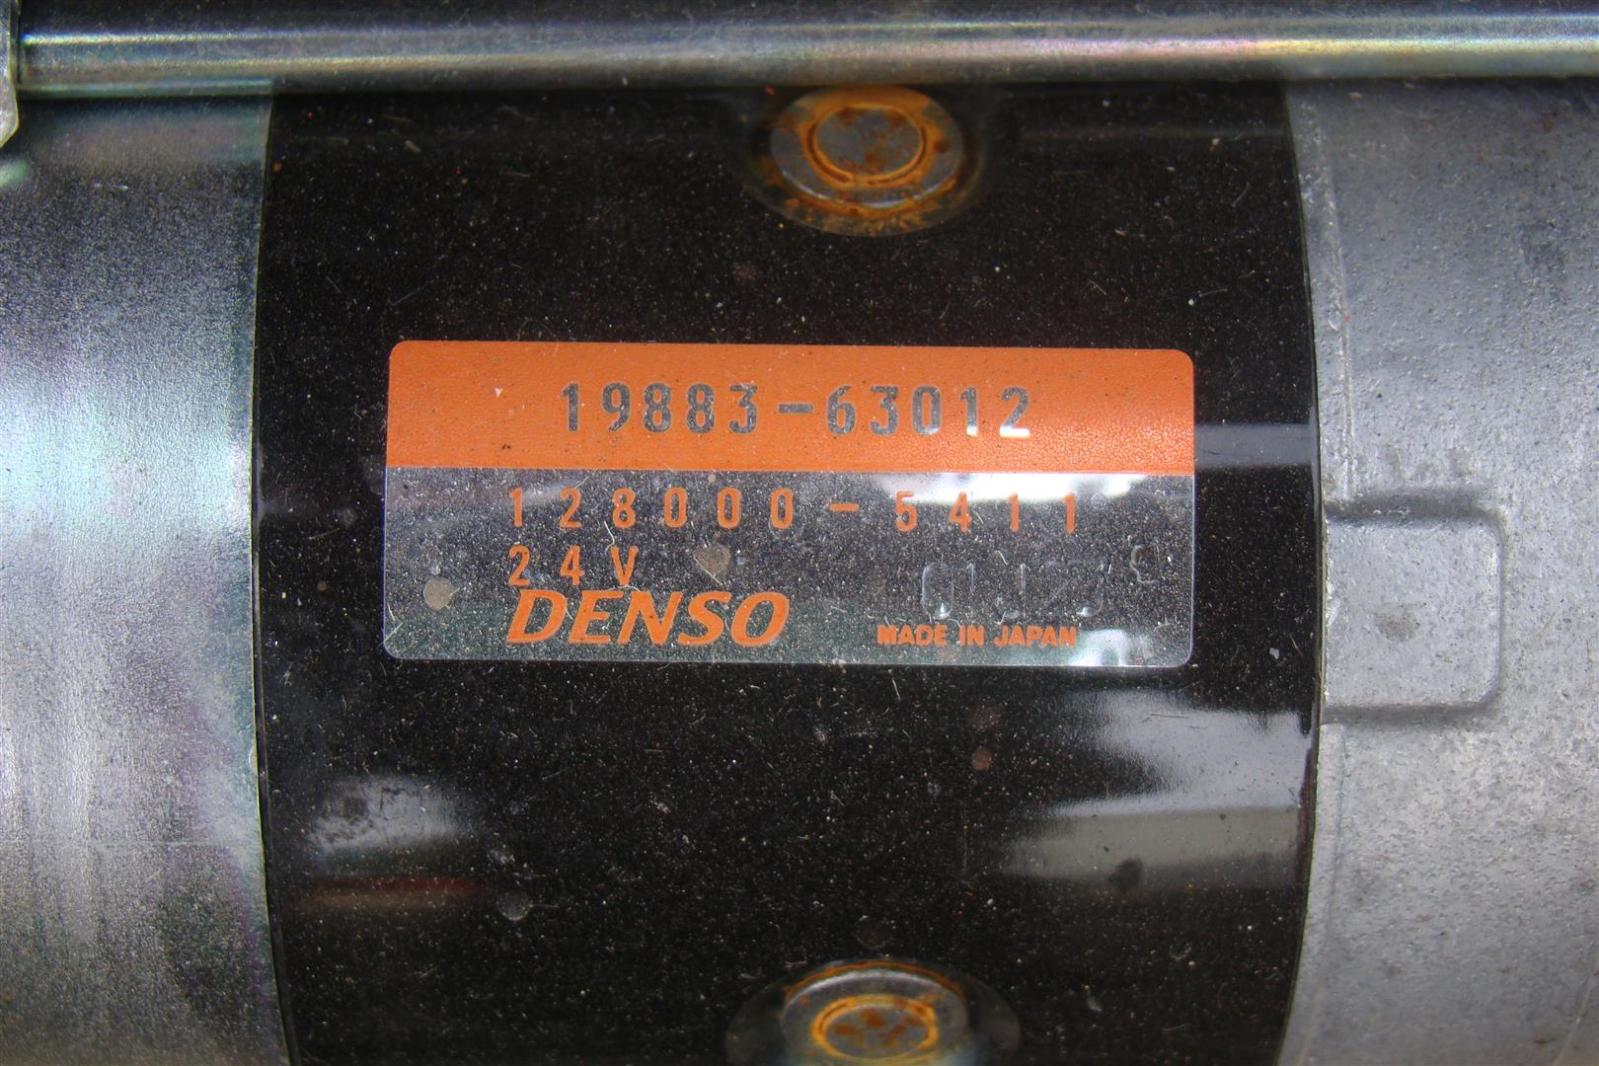 19883-63012
128000-5411
24V
DENSO
MADE IN JAPAN